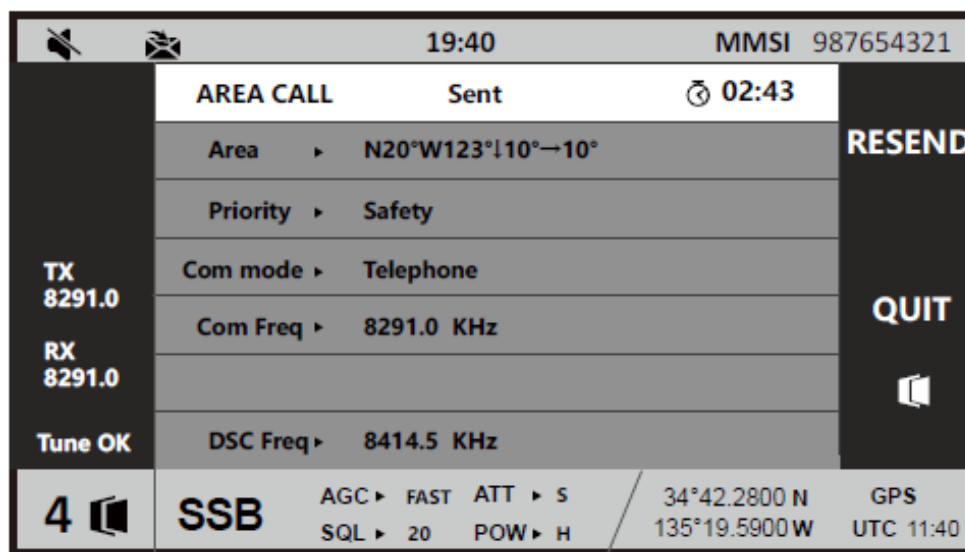 19:40 MMSI 987654321
AREA CALL Sent 02:43
RESEND
Area ▸ N20°W123°↓10°→10°
Priority ▸ Safety
TX
8291.0
Com mode ▸ Telephone
QUIT
Com Freq ▸ 8291.0 KHz
RX
8291.0
Tune OK
DSC Freq ▸ 8414.5 KHz
4 SSB
AGC ▸ FAST ATT ▸ S
SQL ▸ 20 POW ▸ H
34°42.2800 N
135°19.5900 W
GPS
UTC 11:40